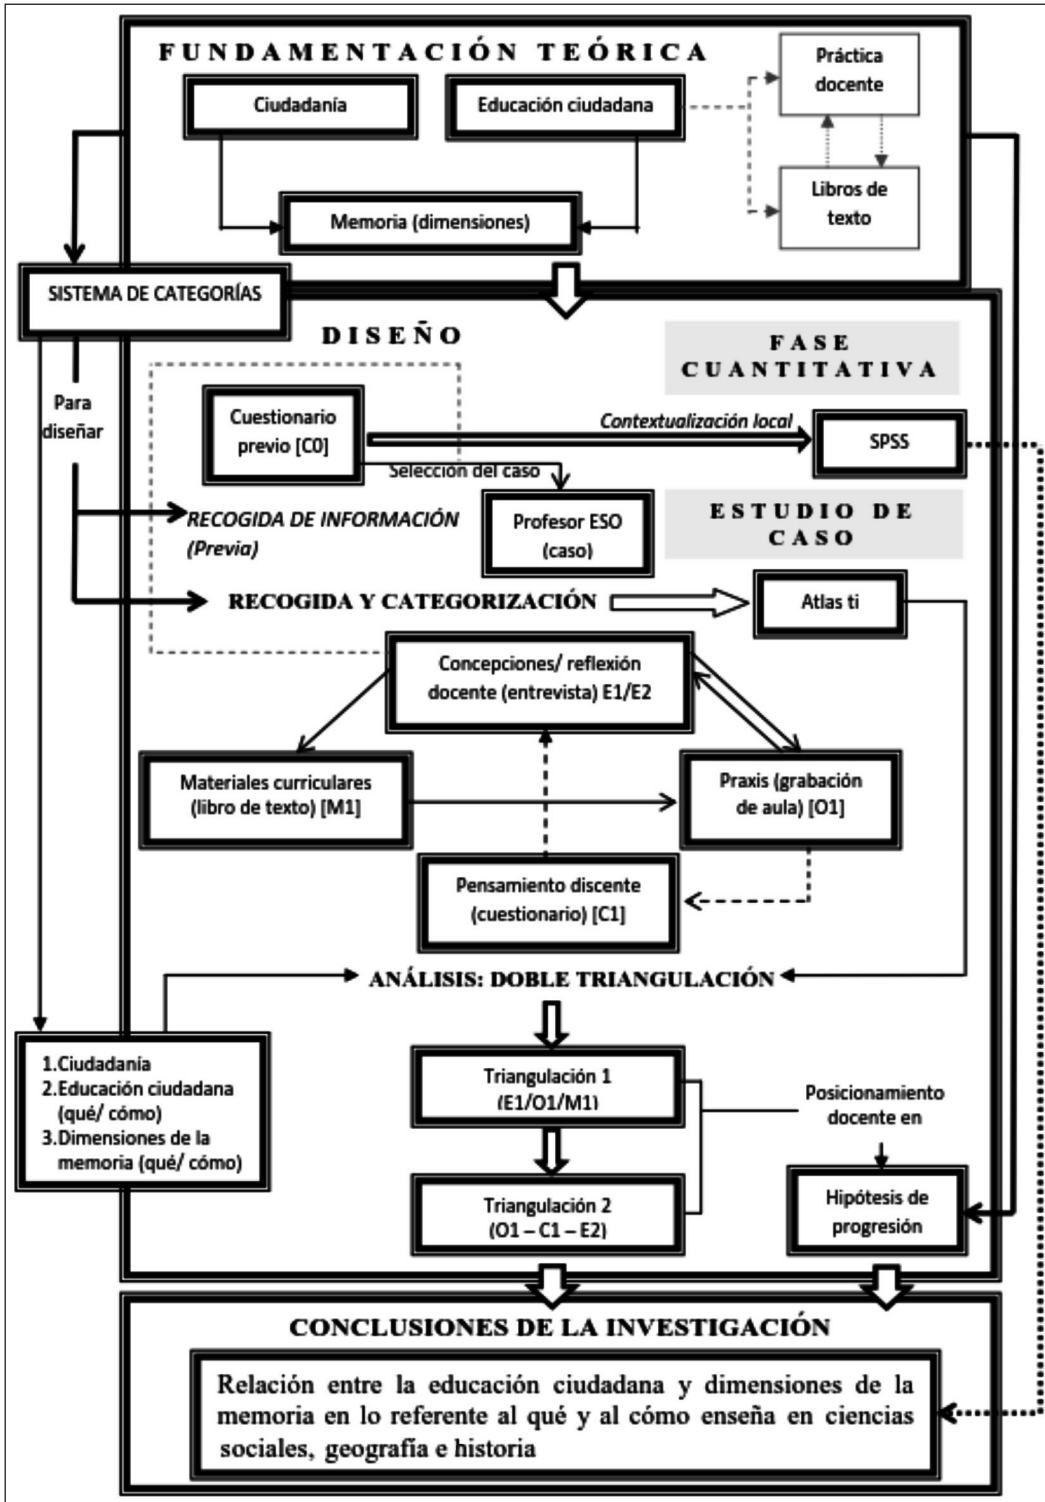 FUNDAMENTACIÓN TEÓRICA
Ciudadanía
Educación ciudadana
Práctica
docente
Memoria (dimensiones)
Libros de
texto
SISTEMA DE CATEGORÍAS
DISEÑO
FASE
CUANTITATIVA
Para
diseñar
Cuestionario
previo [C0]
Contextualización local
SPSS
Selección del caso
RECOGIDA DE INFORMACIÓN
(Previa)
Profesor ESO
(caso)
ESTUDIO DE
CASO
RECOGIDA Y CATEGORIZACIÓN
Atlas ti
Concepciones/ reflexión
docente (entrevista) E1/E2
Materiales curriculares
(libro de texto) [M1]
Praxis (grabación
de aula) [O1]
Pensamiento discente
(cuestionario) [C1]
ANÁLISIS: DOBLE TRIANGULACIÓN
1.Ciudadanía
2.Educación ciudadana
(qué/ cómo)
3.Dimensiones de la
memoria (qué/ cómo)
Triangulación 1
(E1/O1/M1)
Posicionamiento
docente en
Triangulación 2
(O1 – C1 – E2)
Hipótesis de
progresión
CONCLUSIONES DE LA INVESTIGACIÓN
Relación entre la educación ciudadana y dimensiones de la
memoria en lo referente al qué y al cómo enseña en ciencias
sociales, geografía e historia